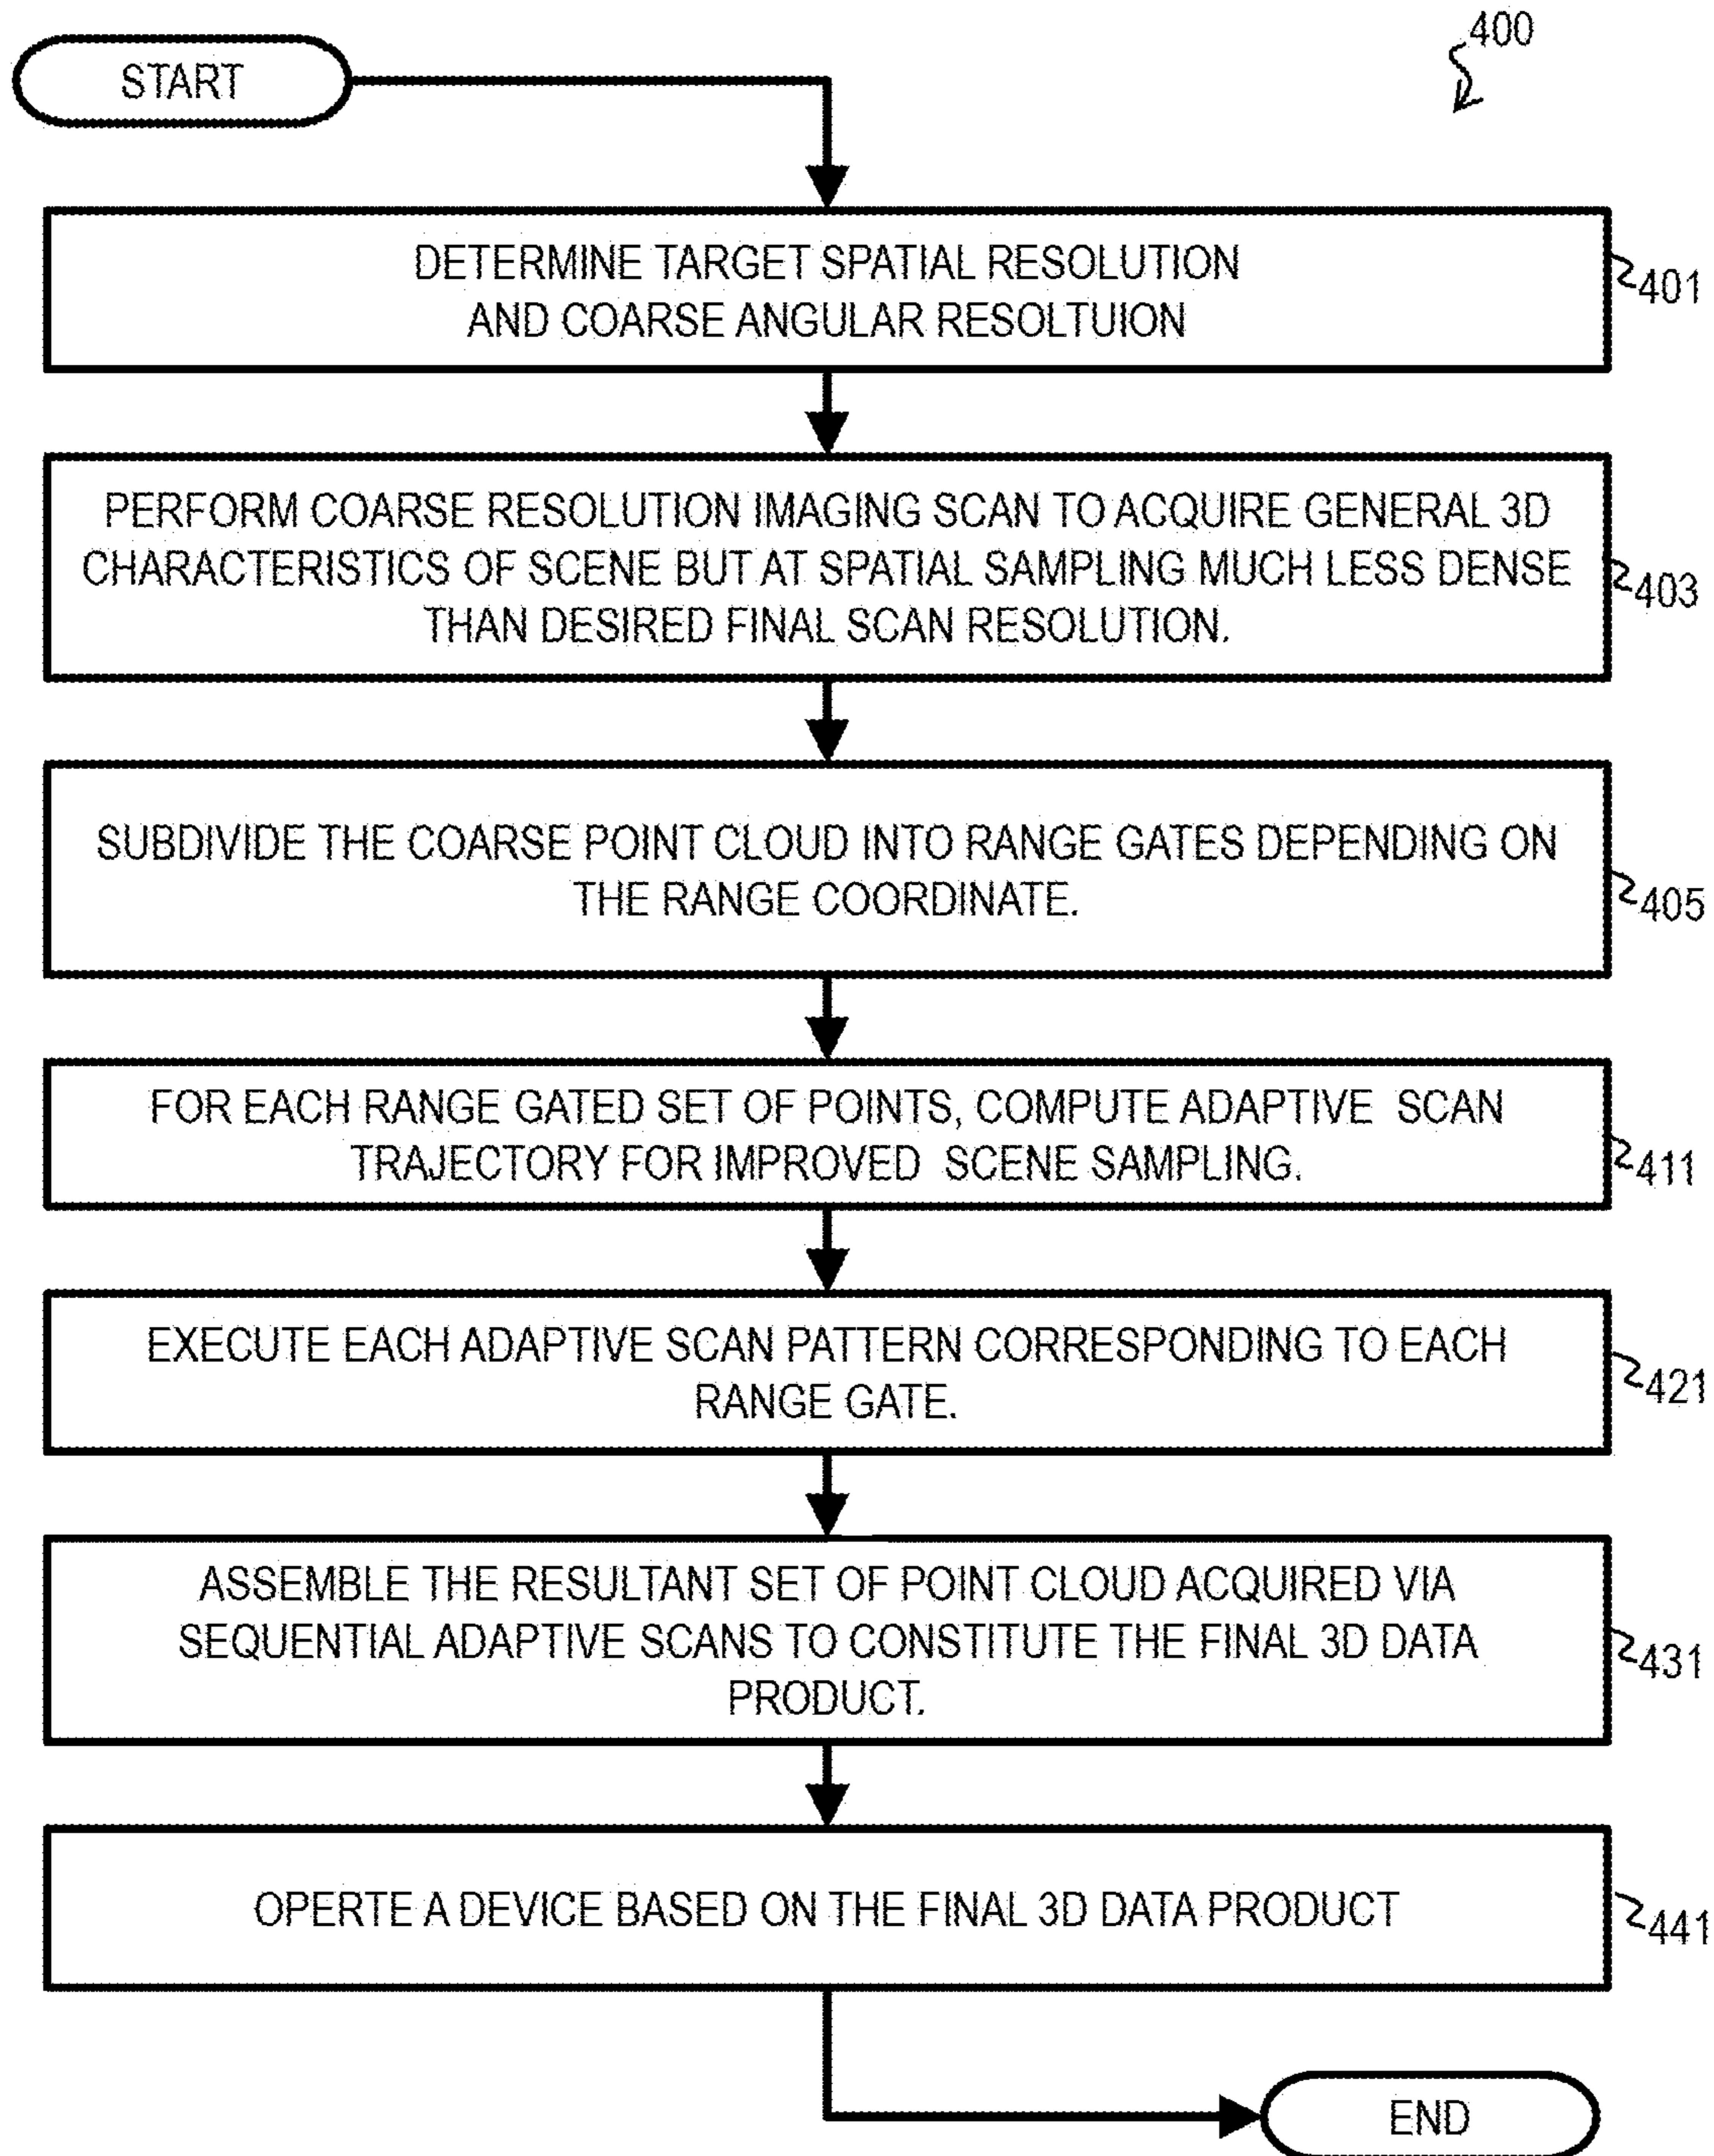 400
START
DETERMINE TARGET SPATIAL RESOLUTION
AND COARSE ANGULAR RESOLTUION
401
PERFORM COARSE RESOLUTION IMAGING SCAN TO ACQUIRE GENERAL 3D
CHARACTERISTICS OF SCENE BUT AT SPATIAL SAMPLING MUCH LESS DENSE
THAN DESIRED FINAL SCAN RESOLUTION.
403
SUBDIVIDE THE COARSE POINT CLOUD INTO RANGE GATES DEPENDING ON
THE RANGE COORDINATE.
405
FOR EACH RANGE GATED SET OF POINTS, COMPUTE ADAPTIVE SCAN
TRAJECTORY FOR IMPROVED SCENE SAMPLING.
411
EXECUTE EACH ADAPTIVE SCAN PATTERN CORRESPONDING TO EACH
RANGE GATE.
421
ASSEMBLE THE RESULTANT SET OF POINT CLOUD ACQUIRED VIA
SEQUENTIAL ADAPTIVE SCANS TO CONSTITUTE THE FINAL 3D DATA
PRODUCT.
431
OPERTE A DEVICE BASED ON THE FINAL 3D DATA PRODUCT
441
END